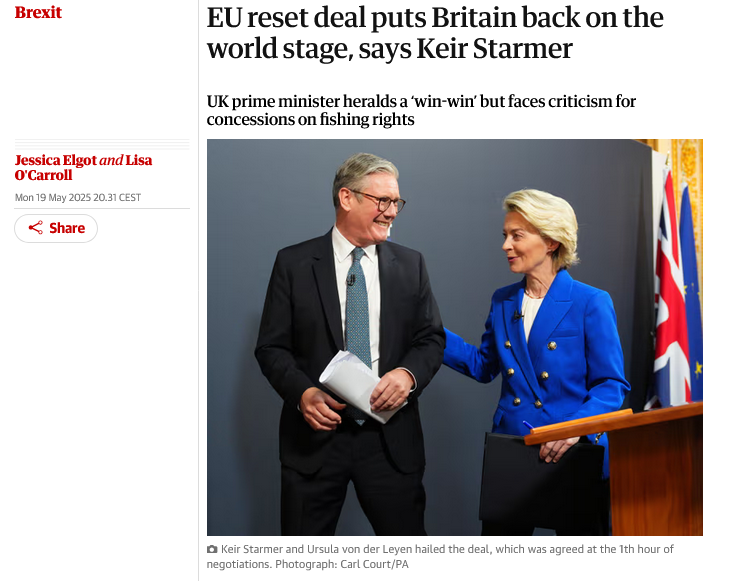 Brexit
EU reset deal puts Britain back on the
world stage, says Keir Starmer
UK prime minister heralds a ‘win-win’ but faces criticism for
concessions on fishing rights
Jessica Elgot and Lisa
O'Carroll
Mon 19 May 2025 20.31 CEST
Share
Keir Starmer and Ursula von der Leyen hailed the deal, which was agreed at the 1th hour of
negotiations. Photograph: Carl Court/PA